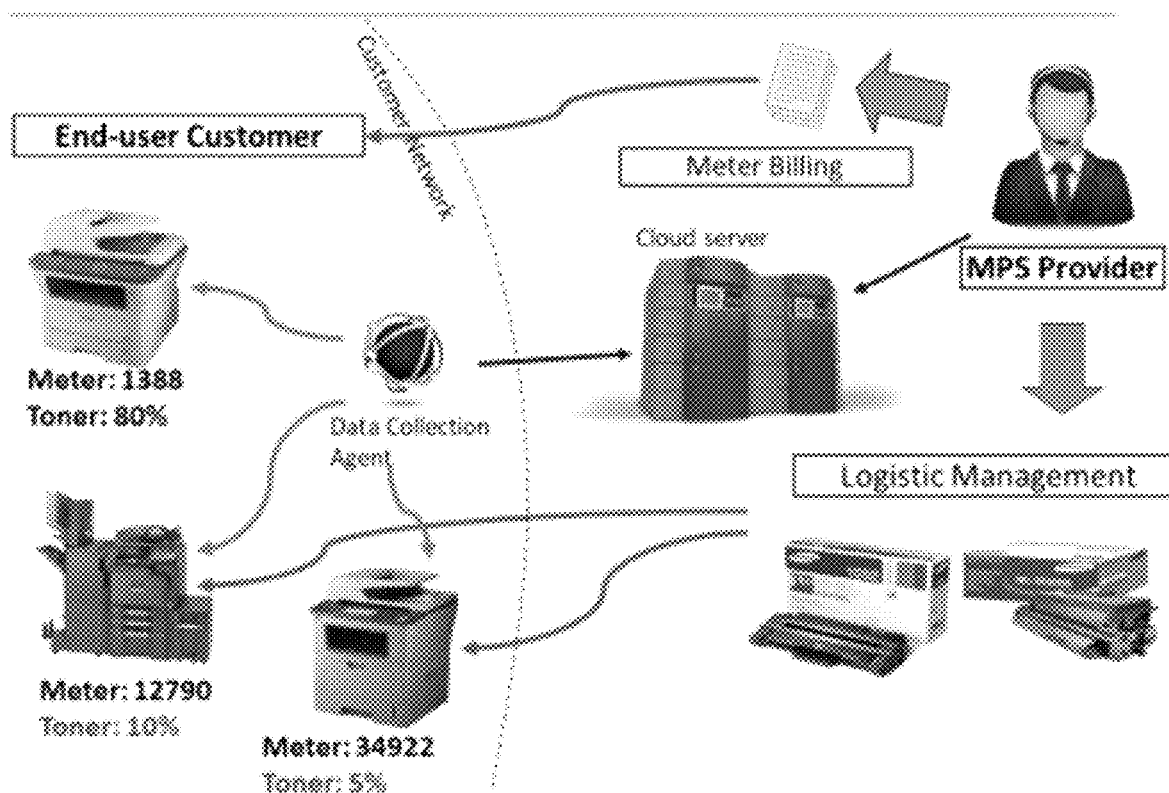 Customer Network
End-user Customer
Meter Billing
Cloud server
MPS Provider
Meter: 1388
Toner: 80%
Data Collection
Agent
Logistic Management
Meter: 12790
Toner: 10%
Meter: 34922
Toner: 5%